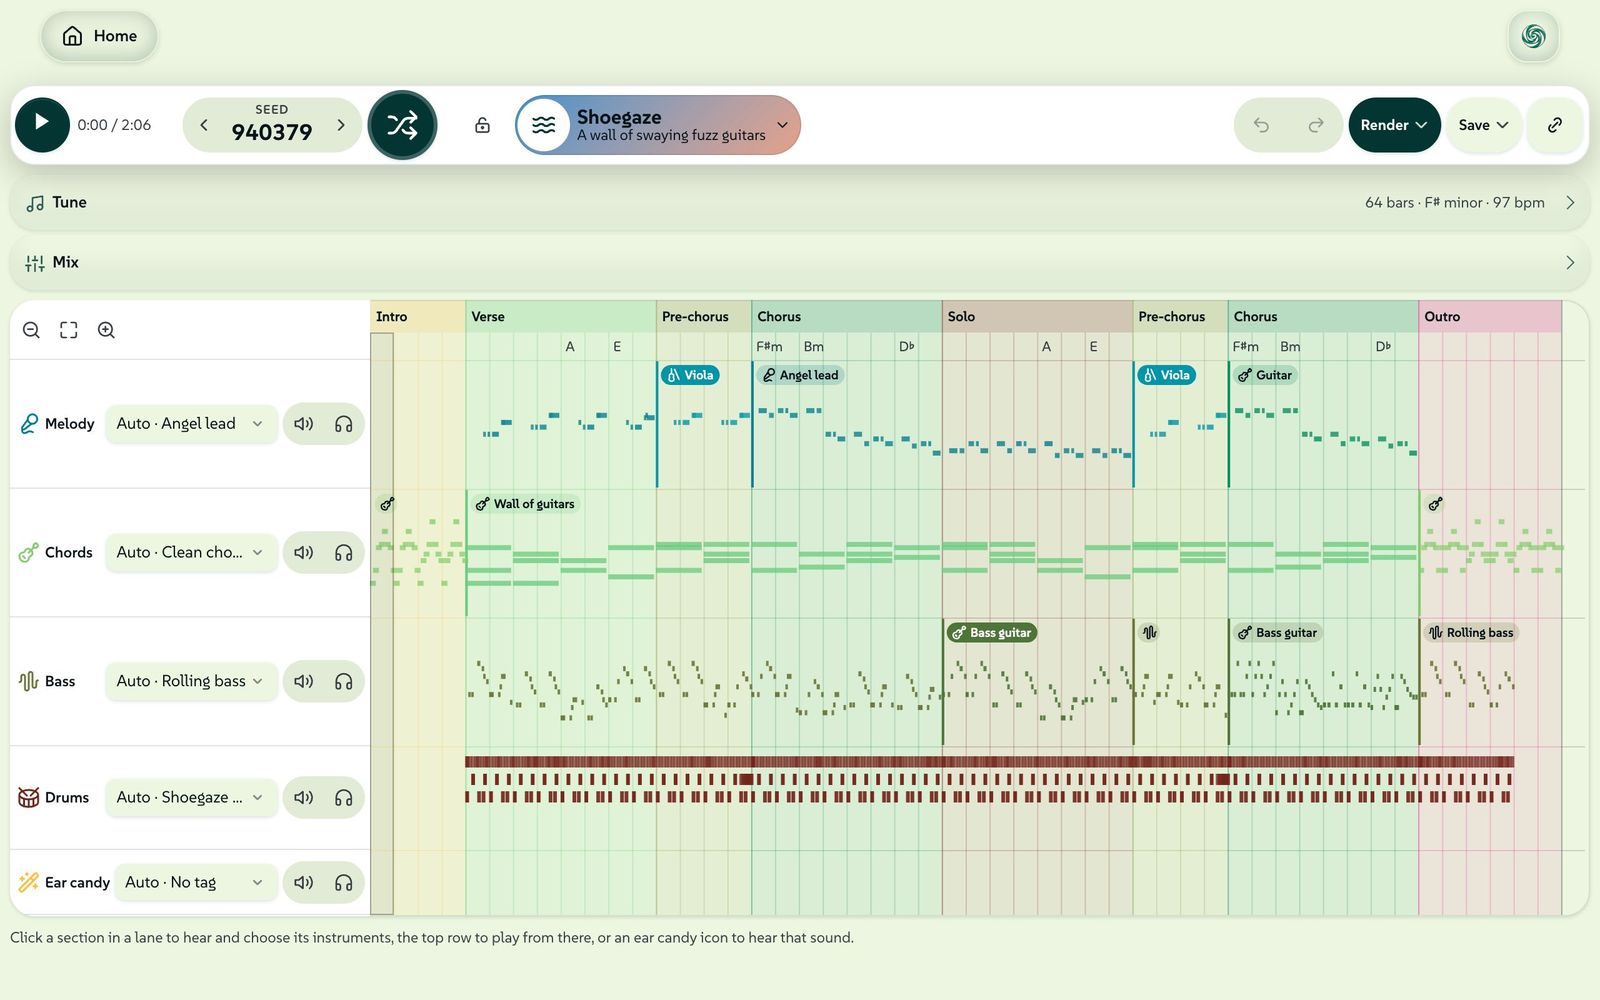 Home
0:00 / 2:06
SEED
940379
Shoegaze
A wall of swaying fuzz guitars
Render
Save
Tune
64 bars · F# minor · 97 bpm
Mix
Intro
Verse
Pre-chorus
Chorus
Solo
Pre-chorus
Chorus
Outro
A
E
F#m
Bm
D♭
A
E
F#m
Bm
D♭
Melody
Auto · Angel lead
Viola
Angel lead
Viola
Guitar
Chords
Auto · Clean cho...
Wall of guitars
Bass
Auto · Rolling bass
Bass guitar
Bass guitar
Rolling bass
Drums
Auto · Shoegaze ...
Ear candy
Auto · No tag
Click a section in a lane to hear and choose its instruments, the top row to play from there, or an ear candy icon to hear that sound.